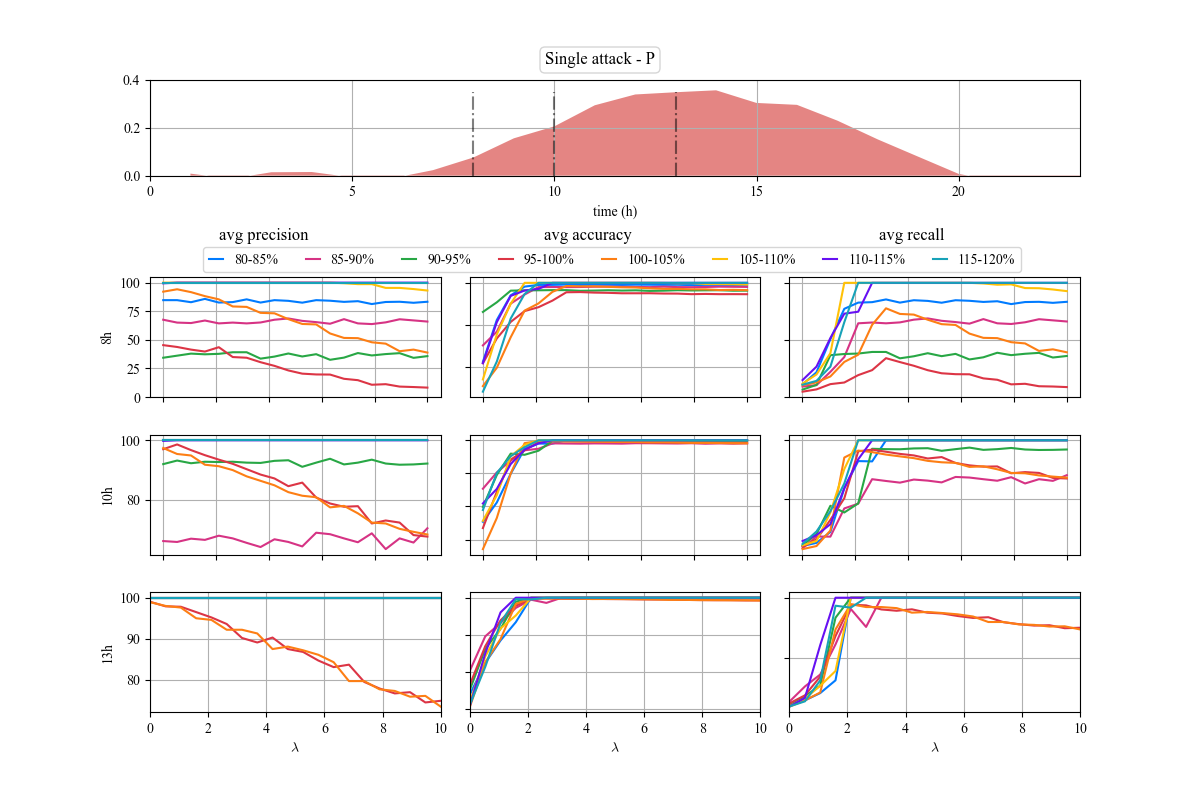 Single attack - P
0.4
0.2
0.0
0 5 10 15 20
time (h)
avg precision avg accuracy avg recall
80-85% 85-90% 90-95% 95-100% 100-105% 105-110% 110-115% 115-120%
100
75
50
25
0
8h
100
80
10h
100
90
80
13h
0 2 4 6 8 10 0 2 4 6 8 10 0 2 4 6 8 10
λ λ λ